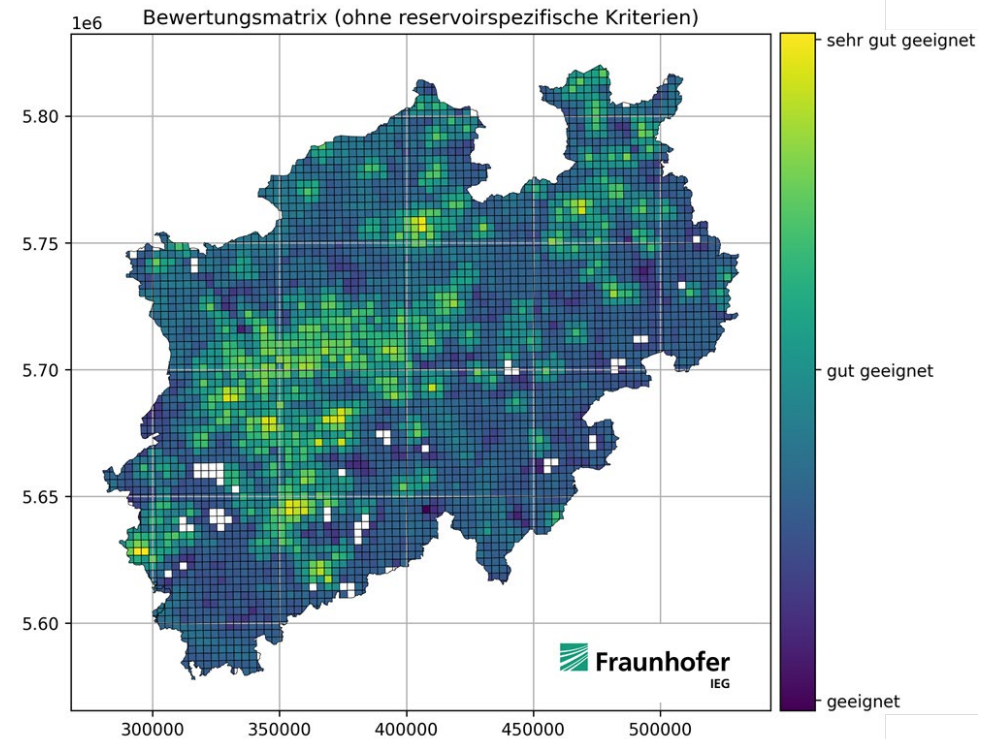 Bewertungsmatrix (ohne reservoirspezifische Kriterien)
1e6
sehr gut geeignet
5.80
5.75
5.70
gut geeignet
5.65
5.60
Fraunhofer
IEG
geeignet
300000 350000 400000 450000 500000